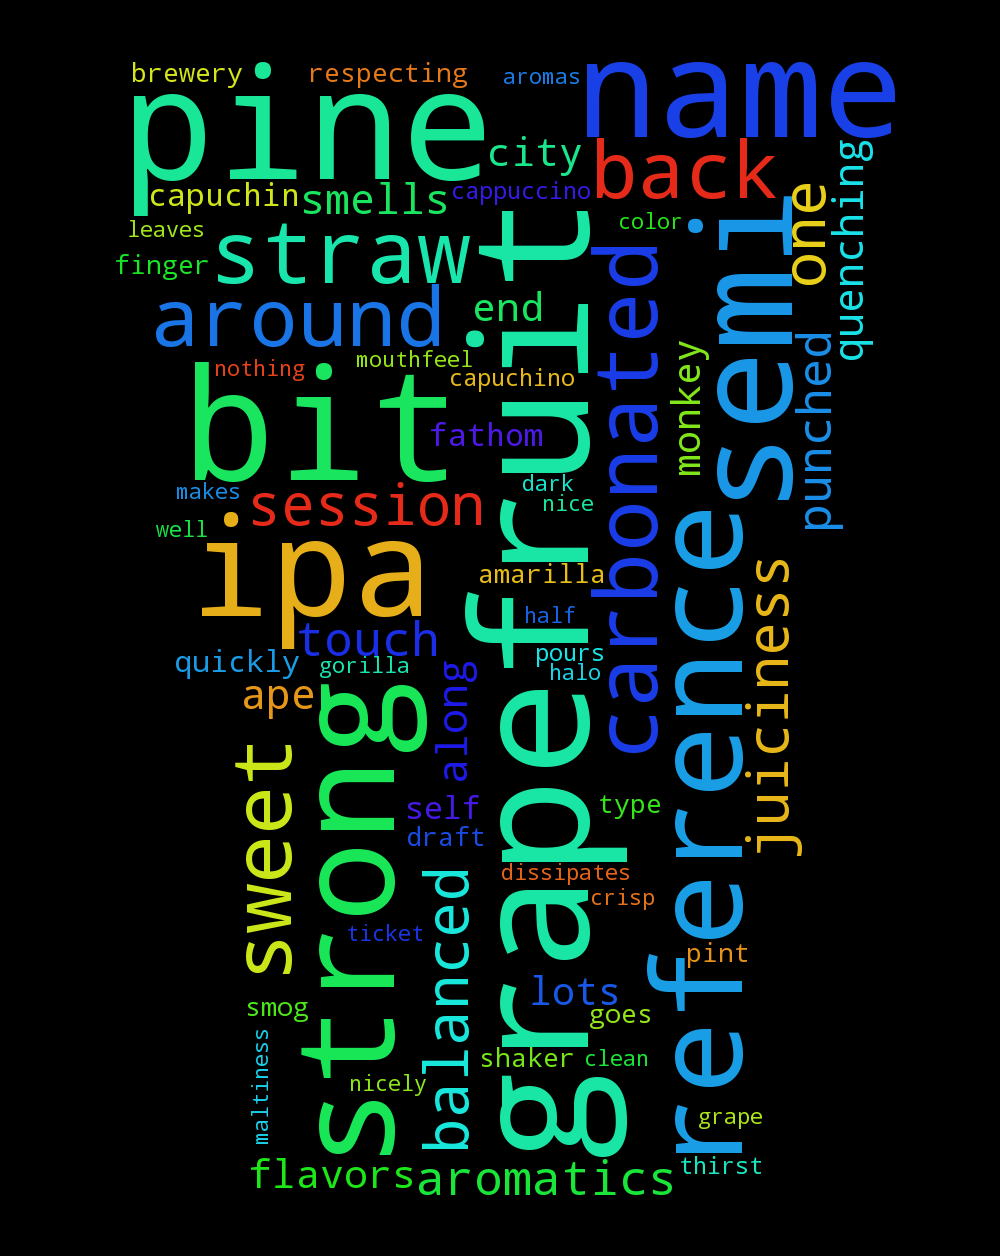 brewery
respecting
aromas
name
pine
city
back
quenching
capuchin
smells
cappuccino
one
leaves
straw
color
semi
finger
grapefruit
carbonated
around
end
punched
nothing
mouthfeel
capuchino
monkey
bit
fathom
makes
session
dark
nice
reference
well
ipa
amarilla
juiciness
half
touch
pours
quickly
gorilla
halo
ape
along
strong
sweet
self
type
draft
balanced
dissipates
crisp
ticket
pint
lots
smog
goes
shaker
clean
maltiness
nicely
grape
flavors
aromatics
thirst